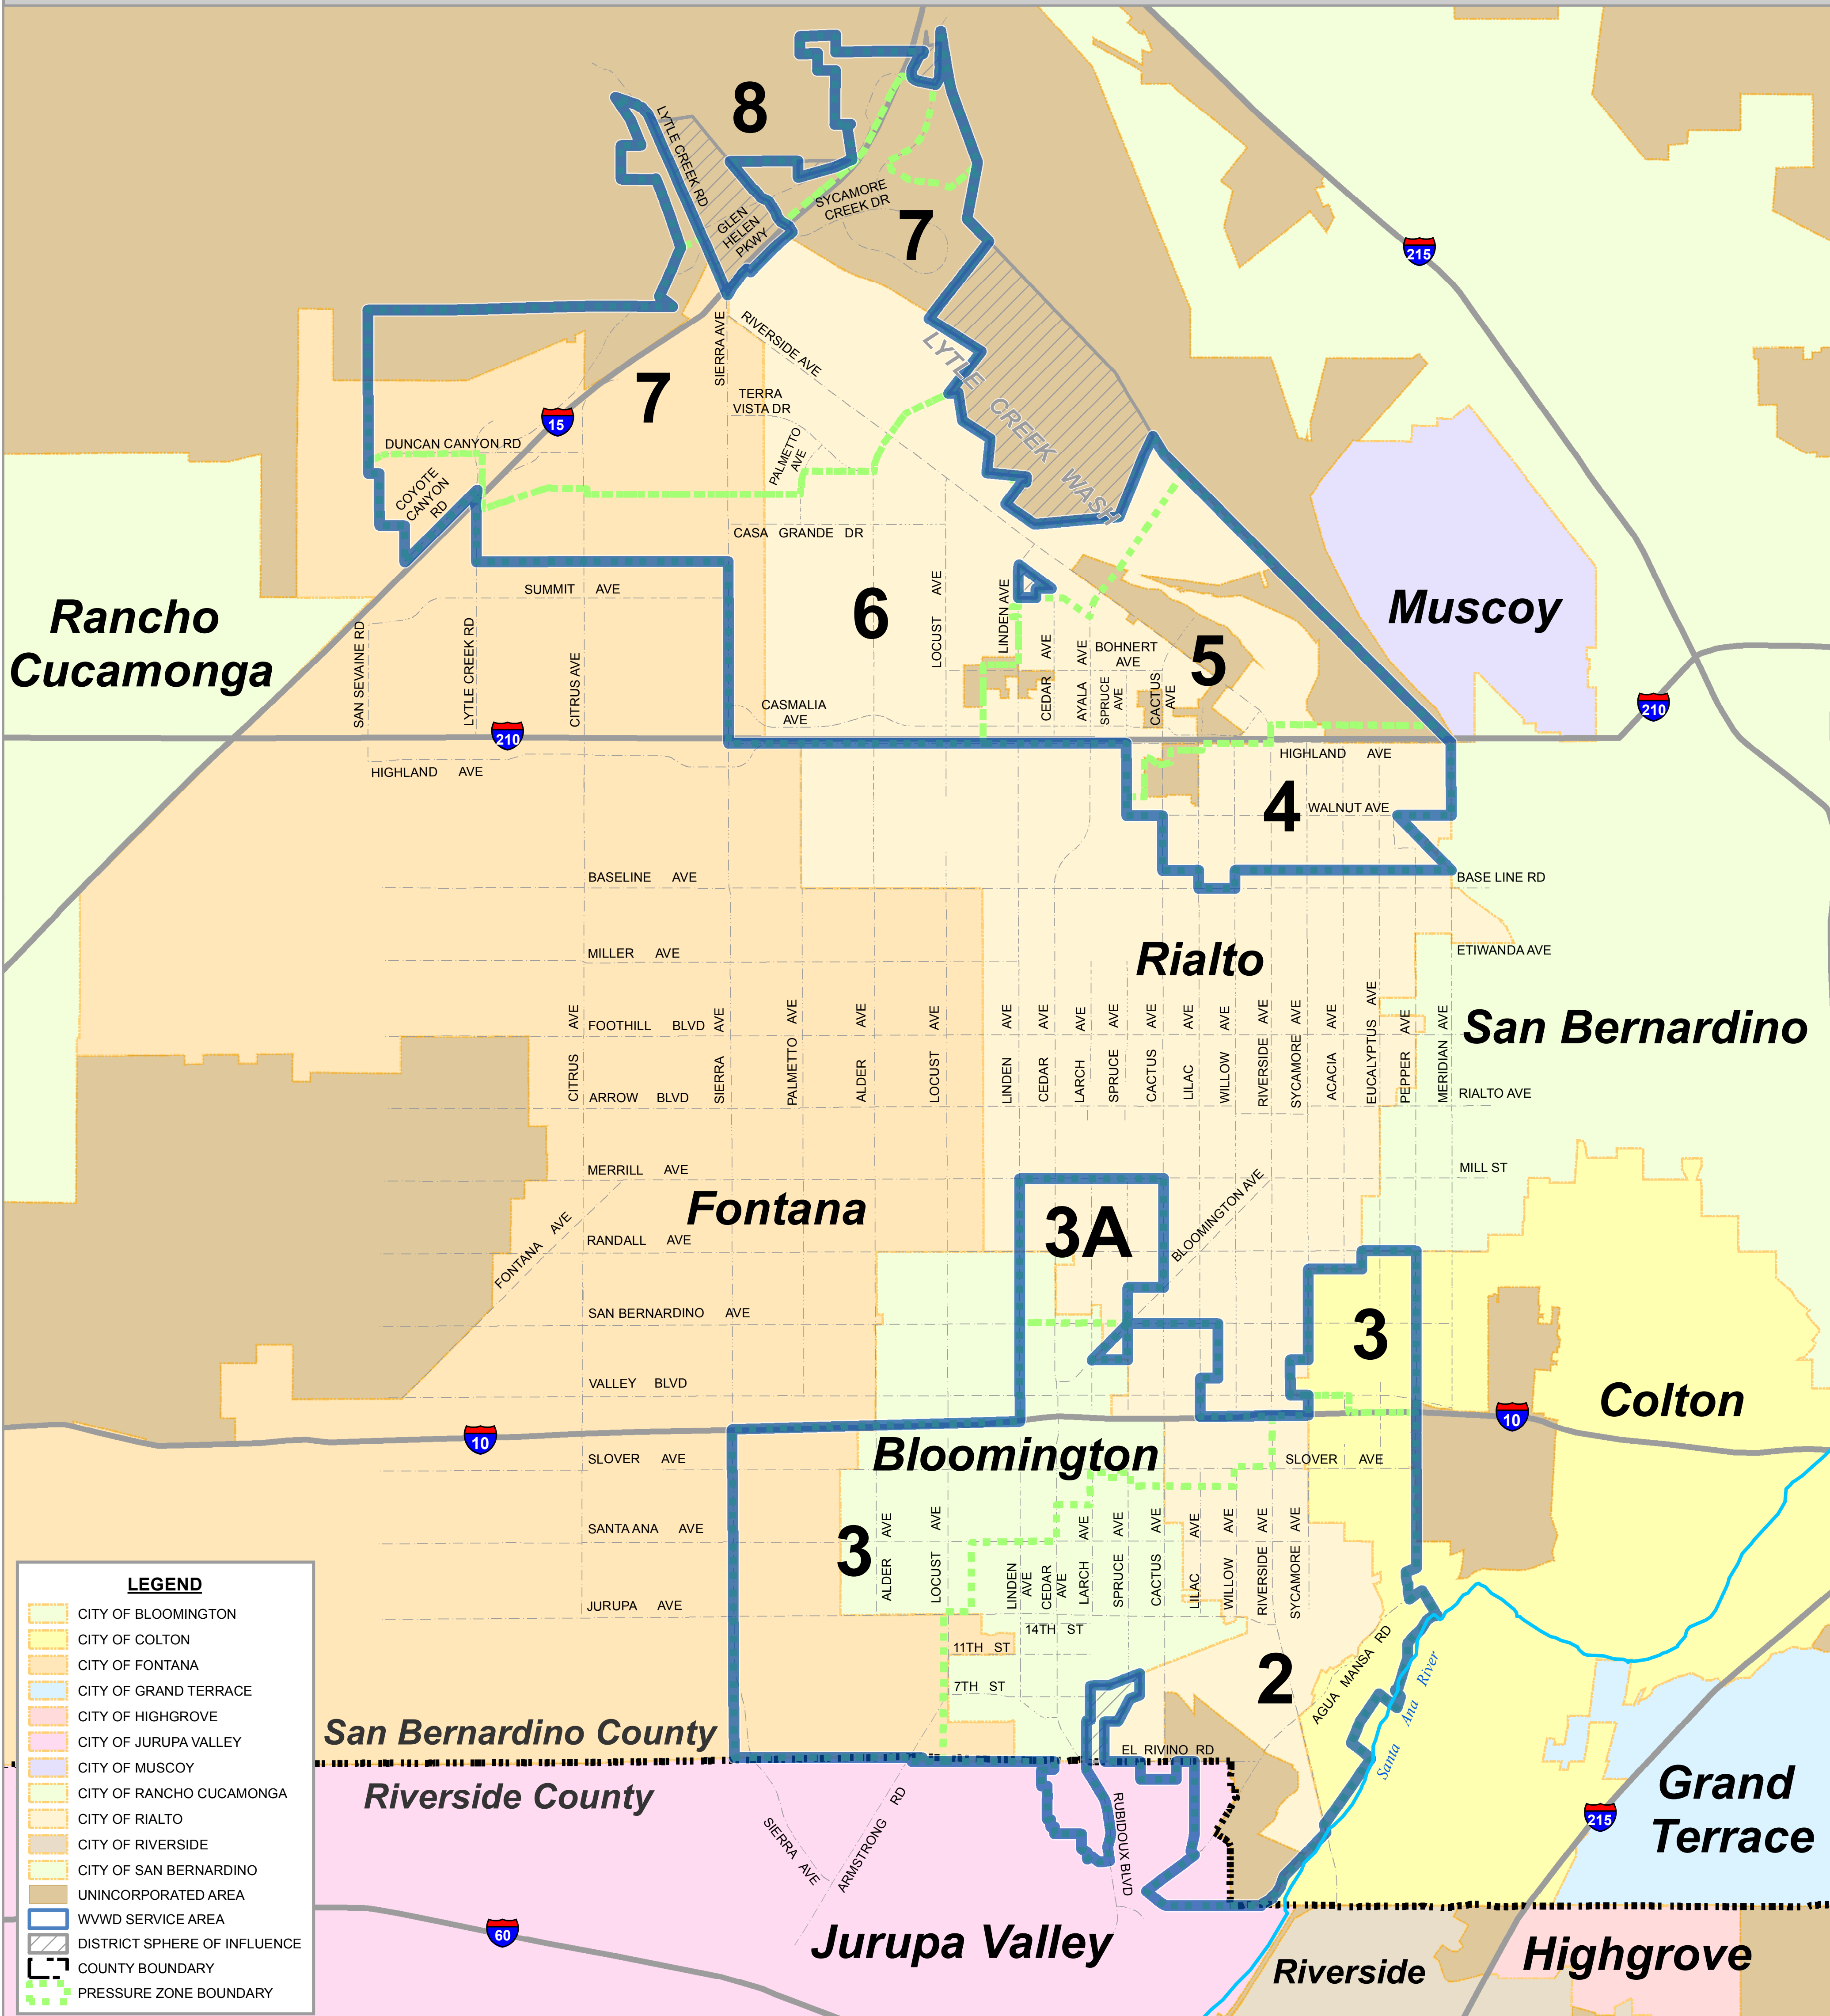 8
LYTLE CREEK RD
GLEN
HELEN
PKWY
SYCAMORE
CREEK DR
7
215
LYTLE CREEK WASH
SIERRA AVE
RIVERSIDE AVE
7
TERRA
VISTA DR
15
DUNCAN CANYON RD
PALMETTO
AVE
COYOTE
CANYON
RD
CASA GRANDE DR
SUMMIT AVE
6
LOCUST AVE
LINDEN AVE
Rancho
Cucamonga
Muscoy
SAN SEVAINE RD
LYTLE CREEK RD
CITRUS AVE
CEDAR AVE
AYALA AVE
BOHNERT
AVE
SPRUCE
AVE
CACTUS
AVE
5
CASMALIA
AVE
210
210
HIGHLAND AVE
HIGHLAND AVE
4
WALNUT AVE
BASELINE AVE
BASE LINE RD
MILLER AVE
Rialto
ETIWANDA AVE
San Bernardino
FOOTHILL BLVD
CITRUS AVE
SIERRA AVE
PALMETTO AVE
ALDER AVE
LOCUST AVE
LINDEN AVE
CEDAR AVE
LARCH AVE
SPRUCE AVE
CACTUS AVE
LILAC AVE
WILLOW AVE
RIVERSIDE AVE
SYCAMORE AVE
ACACIA AVE
EUCALYPTUS AVE
PEPPER AVE
MERIDIAN AVE
ARROW BLVD
RIALTO AVE
MERRILL AVE
MILL ST
Fontana
3A
BLOOMINGTON AVE
FONTANA AVE
RANDALL AVE
SAN BERNARDINO AVE
3
VALLEY BLVD
Colton
10
10
Bloomington
SLOVER AVE
SLOVER AVE
SANTA ANA AVE
3
ALDER AVE
LOCUST AVE
LINDEN
AVE
CEDAR
AVE
LARCH AVE
SPRUCE AVE
CACTUS AVE
LILAC AVE
WILLOW AVE
RIVERSIDE AVE
SYCAMORE AVE
JURUPA AVE
14TH ST
11TH ST
7TH ST
2
AGUA MANSA RD
Santa Ana River
EL RIVINO RD
San Bernardino County
Riverside County
SIERRA AVE
ARMSTRONG RD
RUBIDOUX BLVD
215
Grand
Terrace
60
Jurupa Valley
Riverside
Highgrove
LEGEND
CITY OF BLOOMINGTON
CITY OF COLTON
CITY OF FONTANA
CITY OF GRAND TERRACE
CITY OF HIGHGROVE
CITY OF JURUPA VALLEY
CITY OF MUSCOY
CITY OF RANCHO CUCAMONGA
CITY OF RIALTO
CITY OF RIVERSIDE
CITY OF SAN BERNARDINO
UNINCORPORATED AREA
WVWD SERVICE AREA
DISTRICT SPHERE OF INFLUENCE
COUNTY BOUNDARY
PRESSURE ZONE BOUNDARY